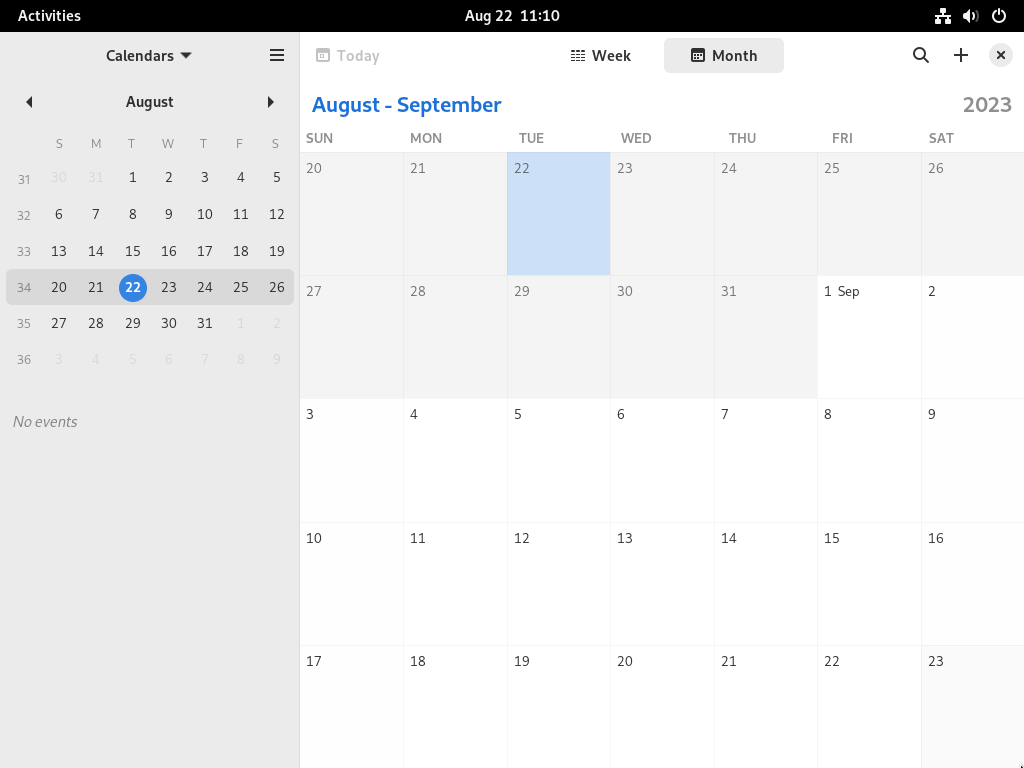 Activities
Aug 22 11:10
Calendars
Today
Week
Month
August
S M T W T F S
31 30 31 1 2 3 4 5
32 6 7 8 9 10 11 12
33 13 14 15 16 17 18 19
34 20 21 22 23 24 25 26
35 27 28 29 30 31 1 2
36 3 4 5 6 7 8 9
No events
August - September 2023
SUN MON TUE WED THU FRI SAT
20 21 22 23 24 25 26
27 28 29 30 31 1 Sep 2
3 4 5 6 7 8 9
10 11 12 13 14 15 16
17 18 19 20 21 22 23